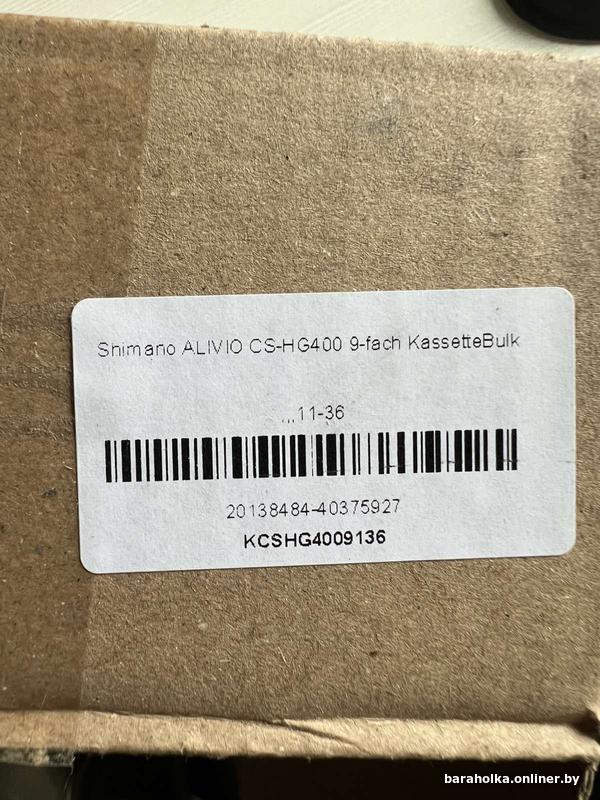 Shimano ALIVIO CS-HG400 9-fach KassetteBulk
,,,11-36
20138484-40375927
KCSHG4009136
baraholka.onliner.by